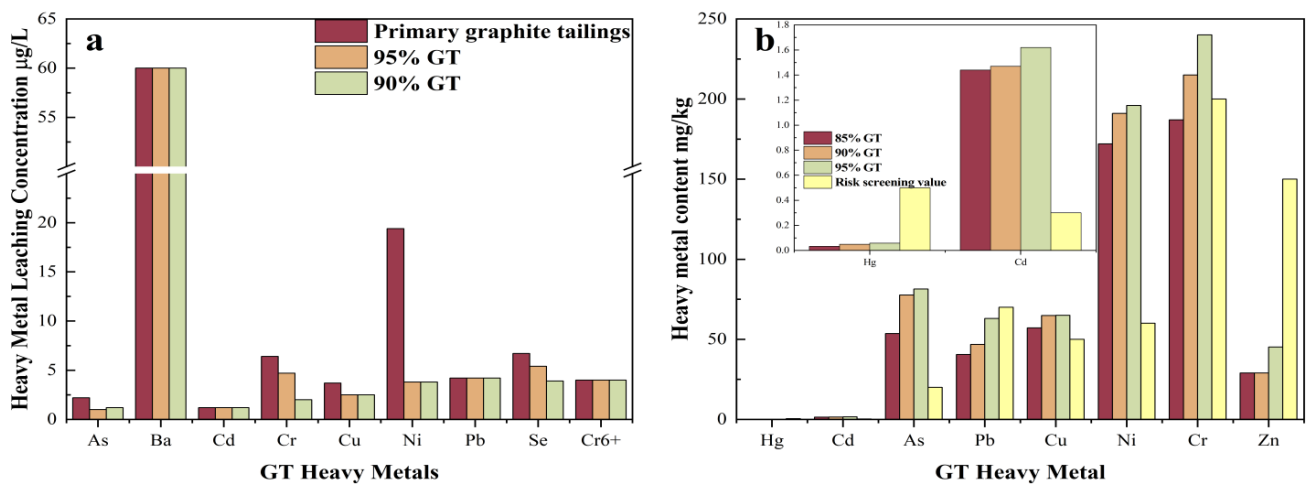 a
Heavy Metal Leaching Concentration μg/L
65
60
55
20
15
10
5
0
Primary graphite tailings
95% GT
90% GT
As Ba Cd Cr Cu Ni Pb Se Cr6+
GT Heavy Metals
b
Heavy metal content mg/kg
250
200
150
100
50
0
1.8
1.6
1.4
1.2
1.0
0.8
0.6
0.4
0.2
0.0
85% GT
90% GT
95% GT
Risk screening value
Hg Cd
Hg Cd As Pb Cu Ni Cr Zn
GT Heavy Metal